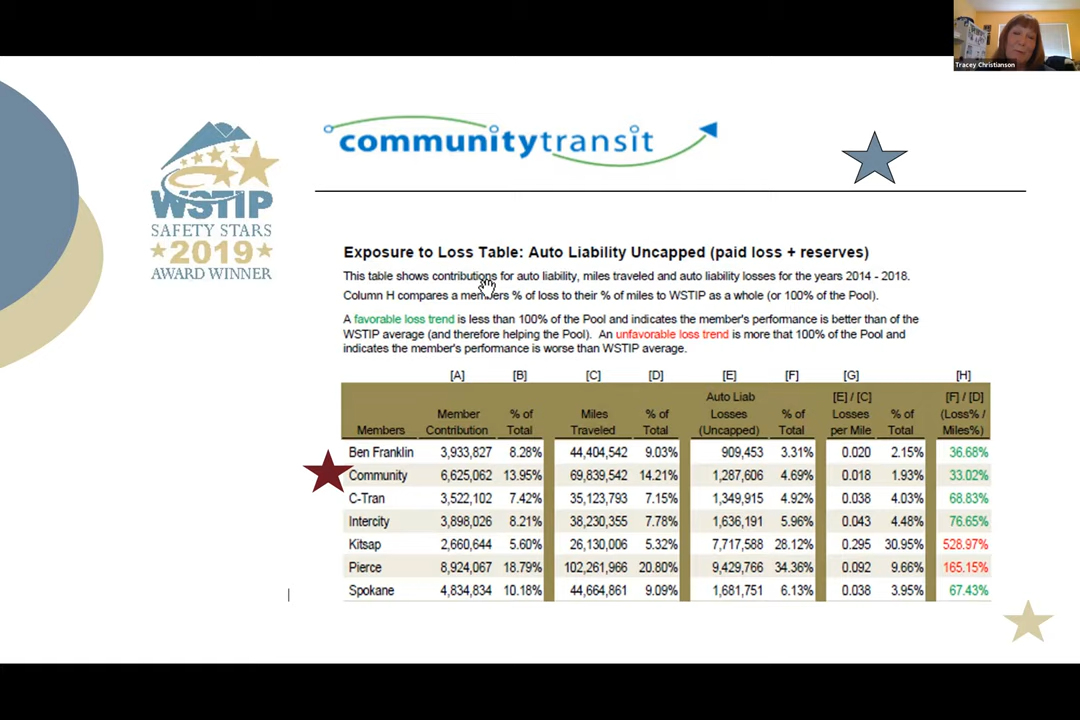 Tracey Christianson
communitytransit
WSTIP
SAFETY STARS
2019
AWARD WINNER
Exposure to Loss Table: Auto Liability Uncapped (paid loss + reserves)
This table shows contributions for auto liability, miles traveled and auto liability losses for the years 2014 - 2018.
Column H compares a members % of loss to their % of miles to WSTIP as a whole (or 100% of the Pool).
A favorable loss trend is less than 100% of the Pool and indicates the member's performance is better than of the
WSTIP average (and therefore helping the Pool). An unfavorable loss trend is more that 100% of the Pool and
indicates the member's performance is worse than WSTIP average.
[A] [B] [C] [D] [E] [F] [G] [H]
Auto Liab [E] / [C] [F] / [D]
Member % of Miles % of Losses % of Losses % of (Loss% /
Members Contribution Total Traveled Total (Uncapped) Total per Mile Total Miles%)
Ben Franklin 3,933,827 8.28% 44,404,542 9.03% 909,453 3.31% 0.020 2.15% 36.68%
Community 6,625,062 13.95% 69,839,542 14.21% 1,287,606 4.69% 0.018 1.93% 33.02%
C-Tran 3,522,102 7.42% 35,123,793 7.15% 1,349,915 4.92% 0.038 4.03% 68.83%
Intercity 3,898,026 8.21% 38,230,355 7.78% 1,636,191 5.96% 0.043 4.48% 76.65%
Kitsap 2,660,644 5.60% 26,130,006 5.32% 7,717,588 28.12% 0.295 30.95% 528.97%
Pierce 8,924,067 18.79% 102,261,966 20.80% 9,429,766 34.36% 0.092 9.66% 165.15%
Spokane 4,834,834 10.18% 44,664,861 9.09% 1,681,751 6.13% 0.038 3.95% 67.43%